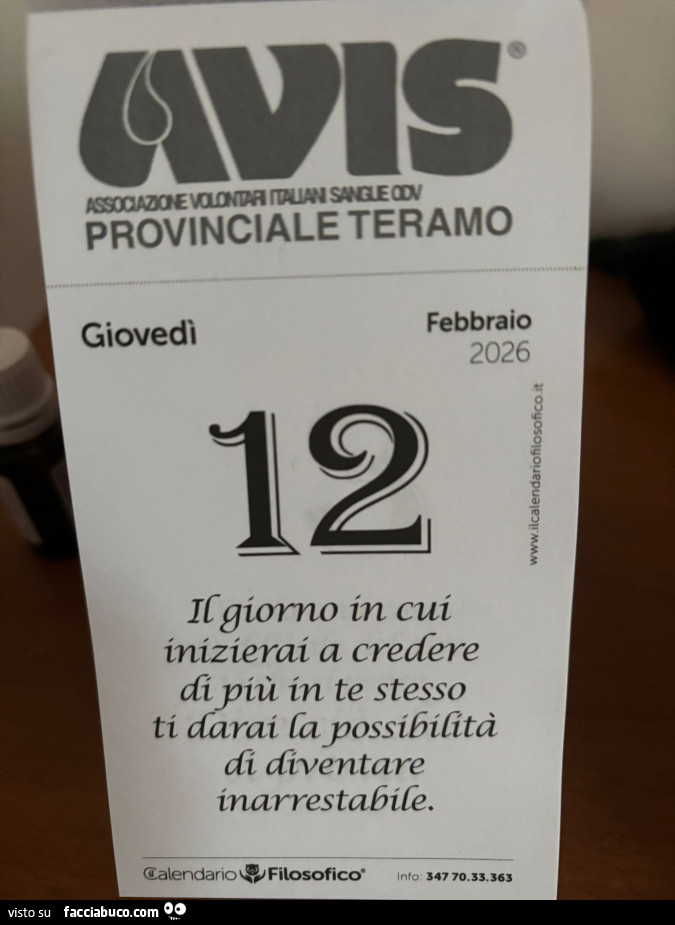 AVIS®
ASSOCIAZIONE VOLONTARI ITALIANI SANGUE ODV
PROVINCIALE TERAMO
Giovedì
Febbraio
2026
12
www.ilcalendariofilosofico.it
Il giorno in cui
inizierai a credere
di più in te stesso
ti darai la possibilità
di diventare
inarrestabile.
ilCalendario Filosofico®
Info: 347 70.33.363
visto su facciabuco.com